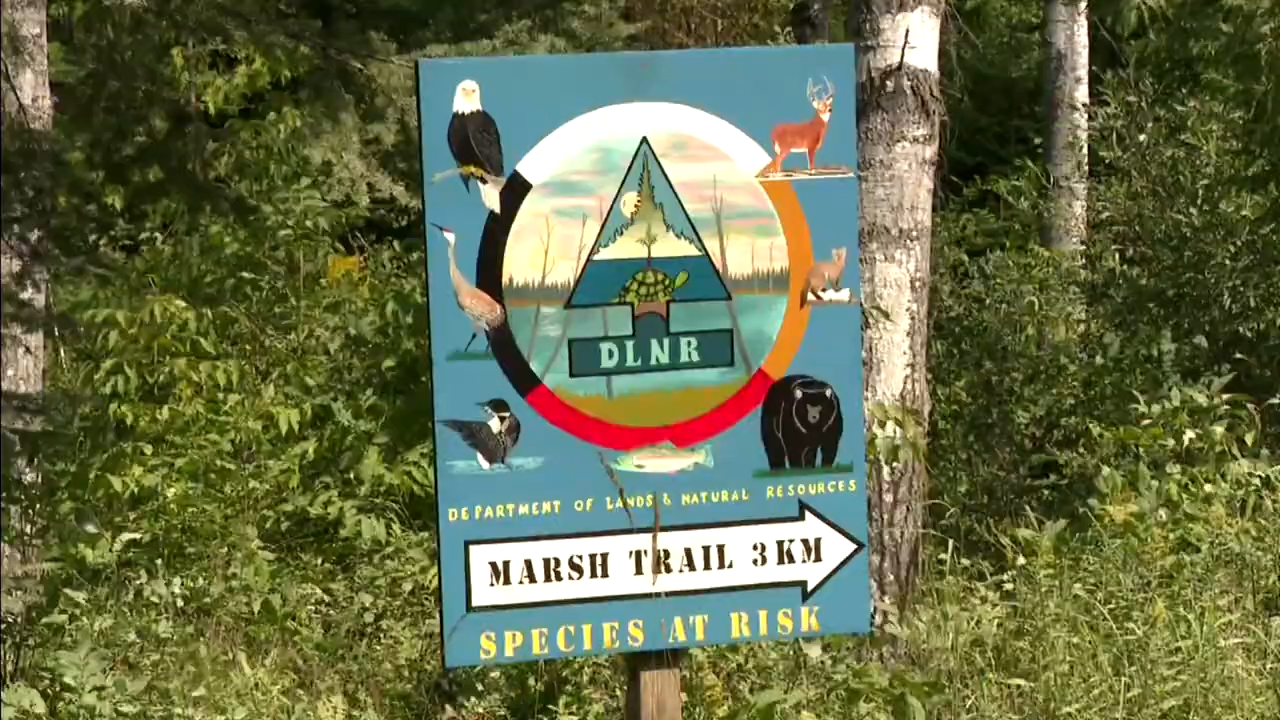 DLNR
DEPARTMENT OF LANDS & NATURAL RESOURCES
MARSH TRAIL 3KM
SPECIES AT RISK